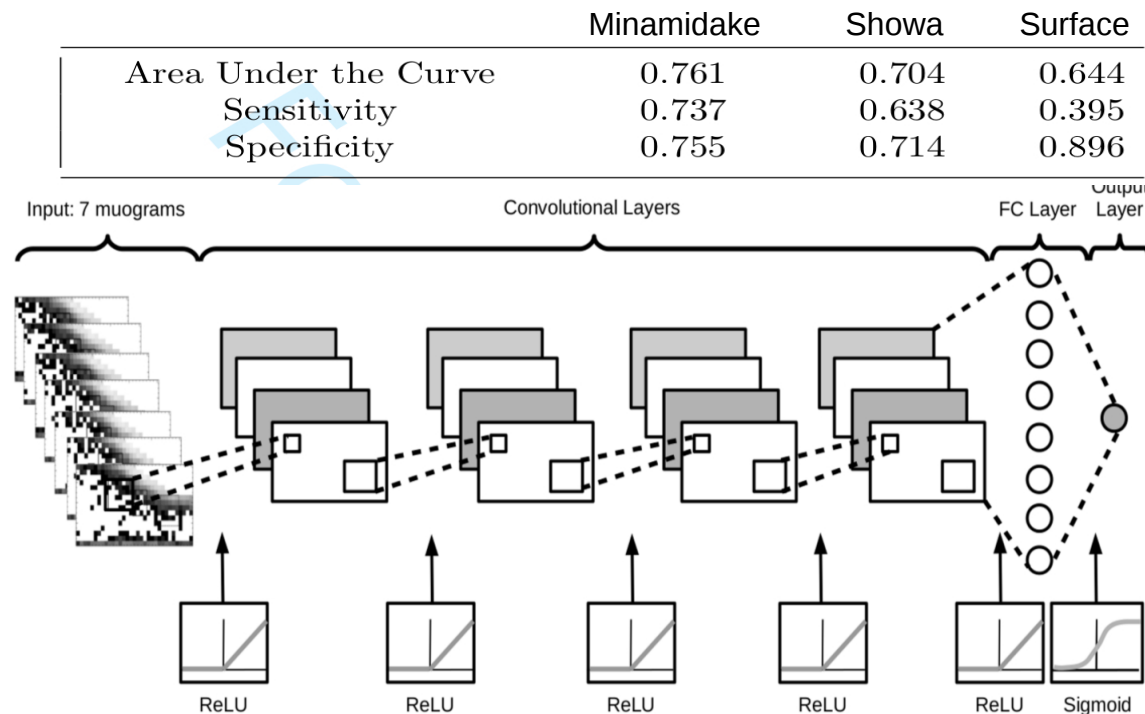 Minamidake Showa Surface
Area Under the Curve 0.761 0.704 0.644
Sensitivity 0.737 0.638 0.395
Specificity 0.755 0.714 0.896
Input: 7 muograms Convolutional Layers FC Layer Output
Layer
ReLU ReLU ReLU ReLU ReLU Sigmoid